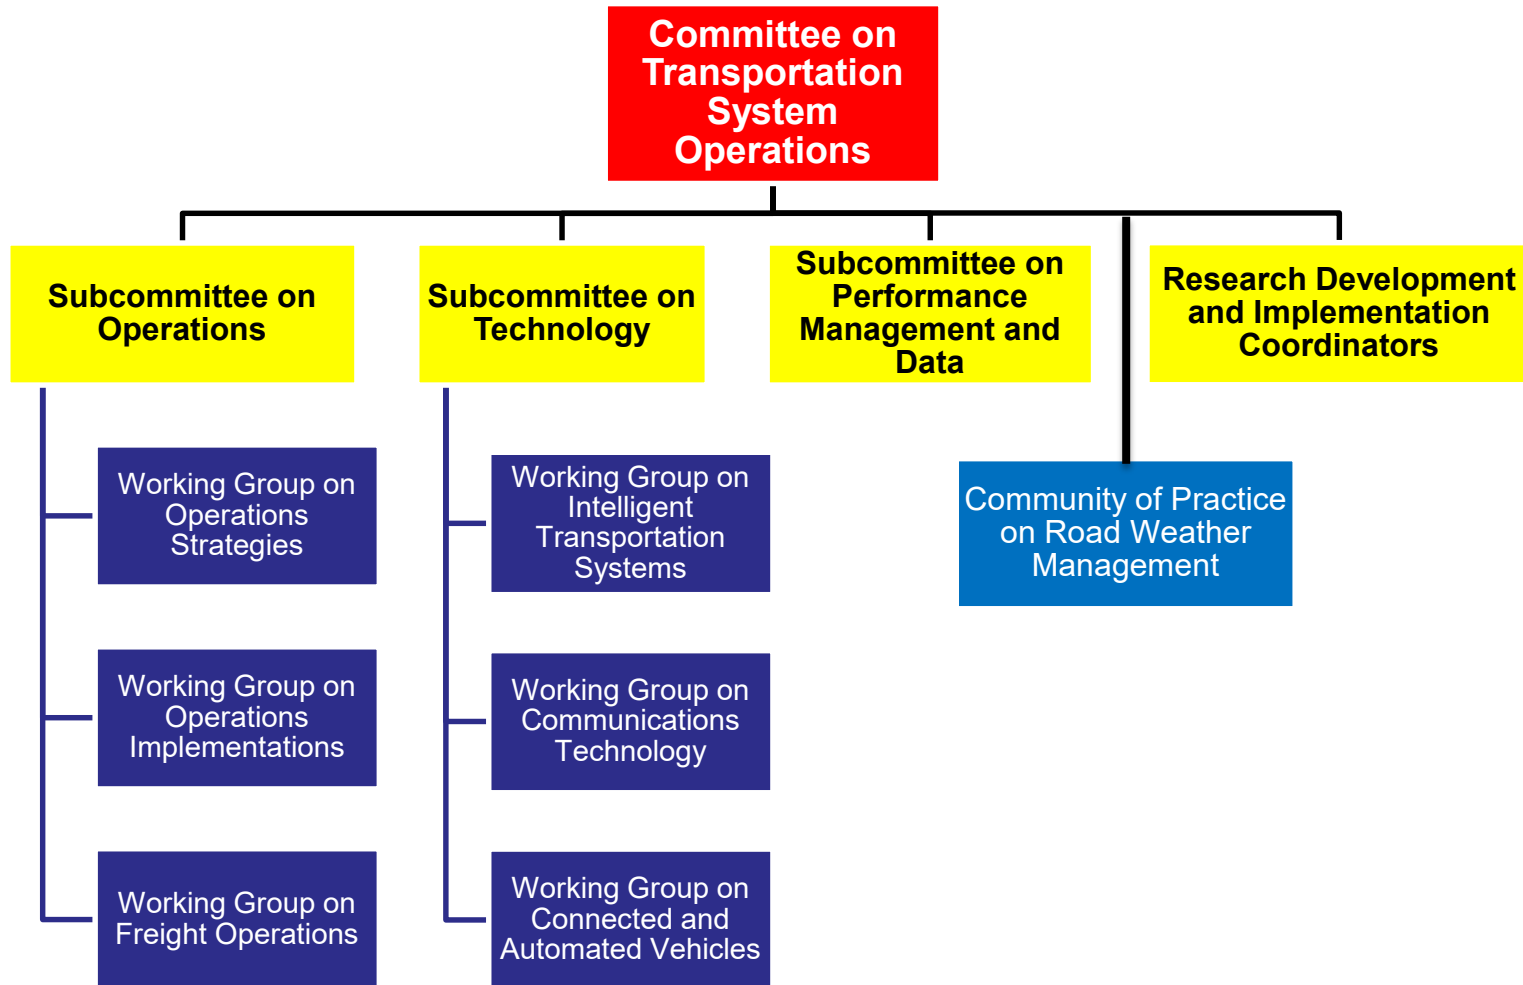 Committee on
Transportation
System
Operations
Subcommittee on
Operations
Subcommittee on
Technology
Subcommittee on
Performance
Management and
Data
Research Development
and Implementation
Coordinators
Working Group on
Operations
Strategies
Working Group on
Intelligent
Transportation
Systems
Community of Practice
on Road Weather
Management
Working Group on
Operations
Implementations
Working Group on
Communications
Technology
Working Group on
Freight Operations
Working Group on
Connected and
Automated Vehicles